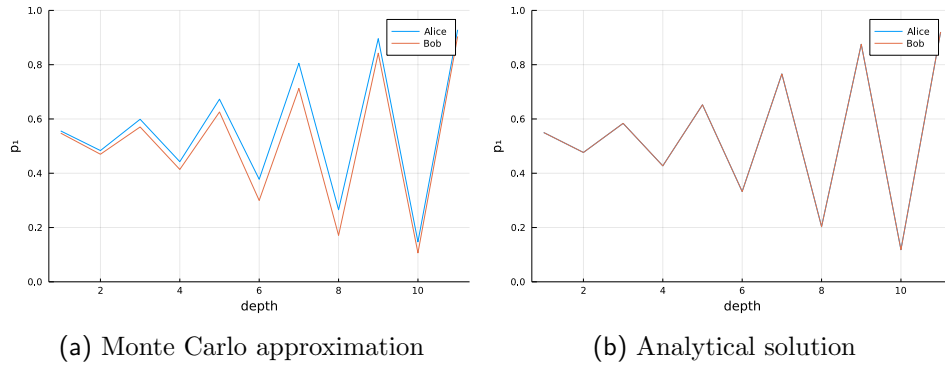 1.0
0.8
0.6
0.4
0.2
0.0
p₁
2
4
6
8
10
depth
Alice
Bob
(a) Monte Carlo approximation
1.0
0.8
0.6
0.4
0.2
0.0
p₁
2
4
6
8
10
depth
Alice
Bob
(b) Analytical solution